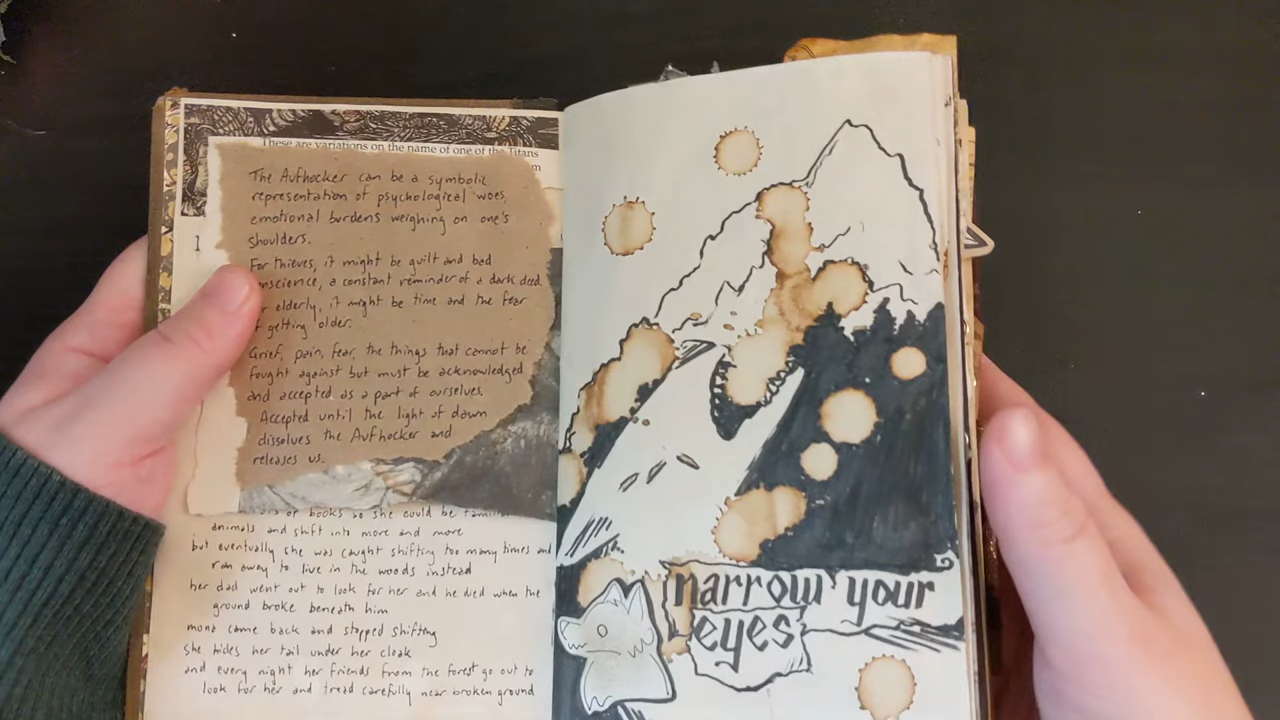 These are variations on the name of one of the Titans
The Aufhocker can be a symbolic
representation of psychological woes,
emotional burdens weighing on one's
shoulders.
For thieves, it might be guilt and bad
conscience, a constant reminder of a dark deed.
elderly, it might be time and the fear
getting older.
Grief, pain, fear, the things that cannot be
fought against but must be acknowledged
and accepted as a part of ourselves.
Accepted until the light of dawn
dissolves the Aufhocker and
releases us.
or books so she could be
animals and shift into more and more
but eventually she was caught shifting too many times and
ran away to live in the woods instead
her dad went out to look for her and he died when the
ground broke beneath him
mona came back and stopped shifting
she hides her tail under her cloak
and every night her friends from the forest go out to
look for her and tread carefully near broken ground
narrow your
eyes